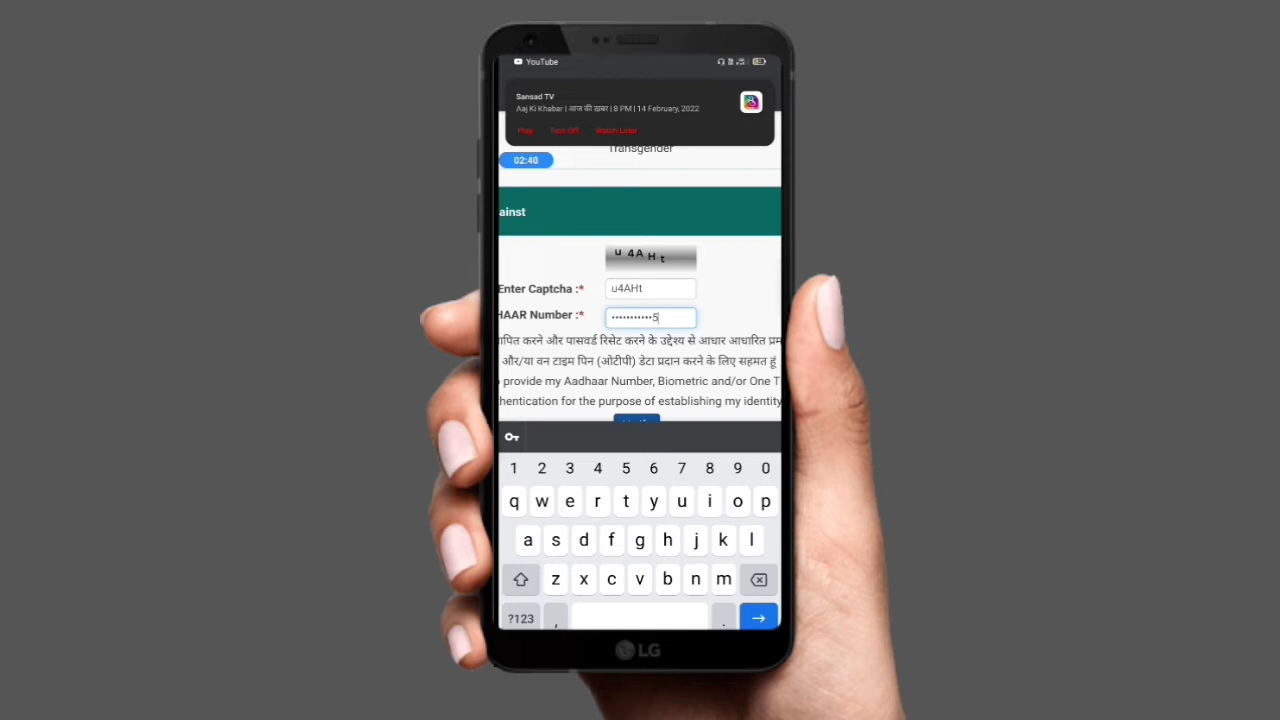 YouTube
Sansad TV
Aaj Ki Khabar | आज की ख़बर | 8 PM | 14 February, 2022
Play Turn Off Watch Later
Transgender
02:40
ainst
u 4A H t
Enter Captcha :*
u4AHt
HAAR Number :*
•••••••••••5
और/या वन टाइम पिन (ओटीपी) डेटा प्रदान करने के लिए सहमत हूं
पित करने और पासवर्ड रिसेट करने के उद्देश्य से आधार आधारित प्रम
provide my Aadhaar Number, Biometric and/or One T
hentication for the purpose of establishing my identity
1 2 3 4 5 6 7 8 9 0
q w e r t y u i o p
a s d f g h j k l
z x c v b n m
?123 , .
LG